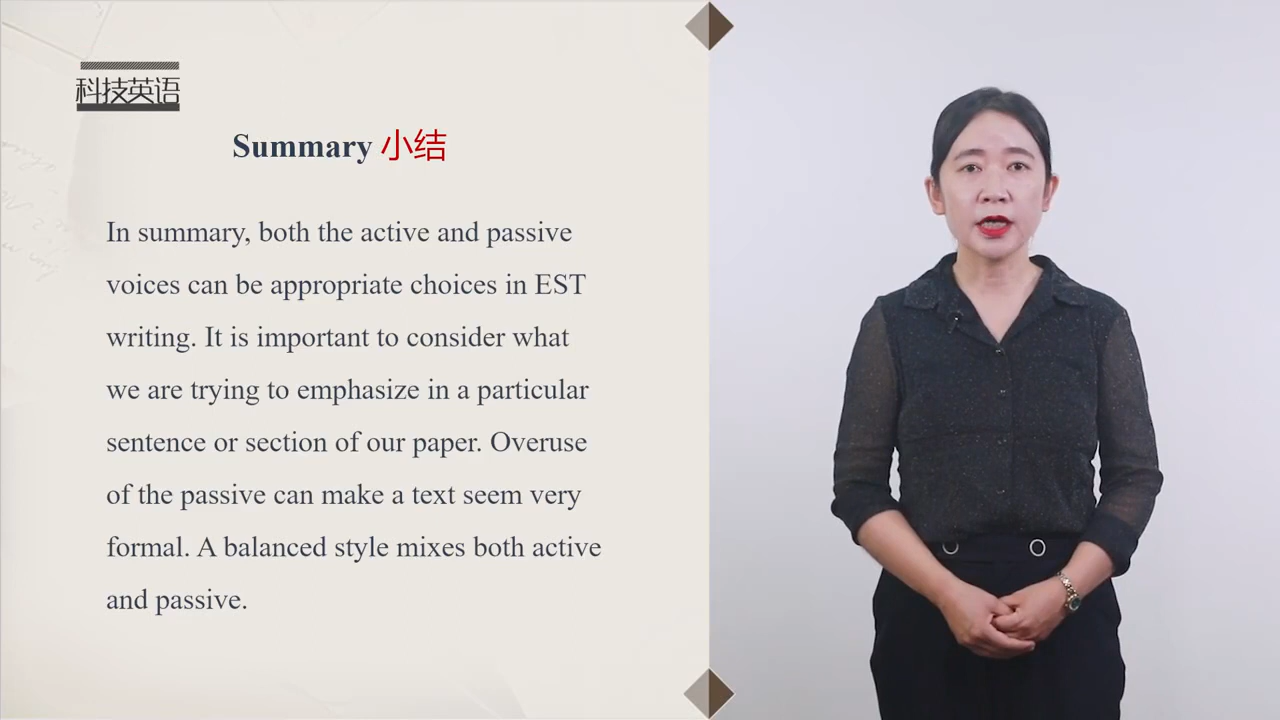 科技英语
Summary 小结
In summary, both the active and passive
voices can be appropriate choices in EST
writing. It is important to consider what
we are trying to emphasize in a particular
sentence or section of our paper. Overuse
of the passive can make a text seem very
formal. A balanced style mixes both active
and passive.